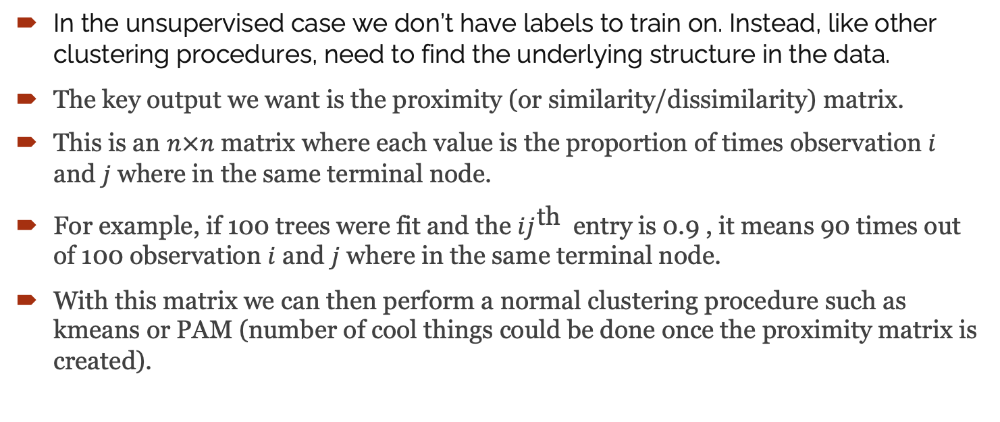 In the unsupervised case we don’t have labels to train on. Instead, like other
clustering procedures, need to find the underlying structure in the data.
The key output we want is the proximity (or similarity/dissimilarity) matrix.
This is an n×n matrix where each value is the proportion of times observation i
and j where in the same terminal node.
For example, if 100 trees were fit and the ijth entry is 0.9 , it means 90 times out
of 100 observation i and j where in the same terminal node.
With this matrix we can then perform a normal clustering procedure such as
kmeans or PAM (number of cool things could be done once the proximity matrix is
created).